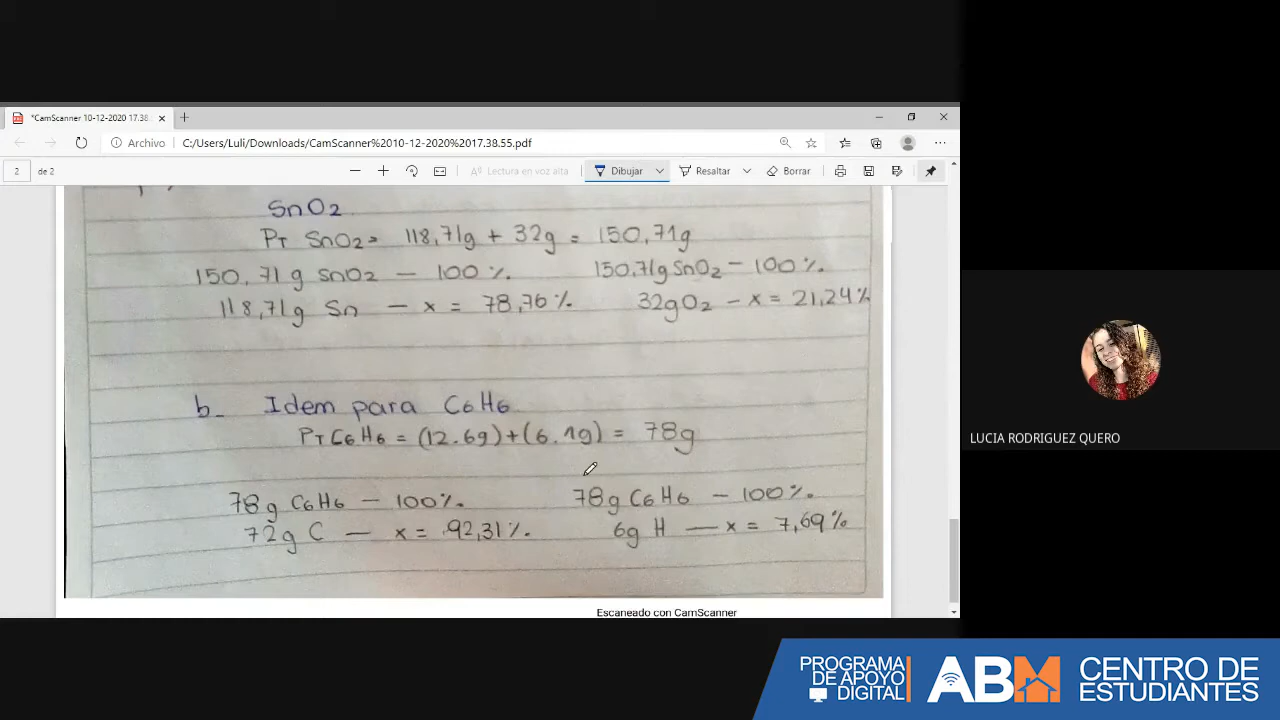 *CamScanner 10-12-2020 17.38.
Archivo C:/Users/Luli/Downloads/CamScanner%2010-12-2020%2017.38.55.pdf
2 de 2 Lectura en voz alta Dibujar Resaltar Borrar
SnO2
PT SnO2= 118,71g + 32g = 150,71g
150,71g SnO2 — 100%. 150,71g SnO2 — 100%.
118,71g Sn — x = 78,76% 32g O2 — x = 21,24%
b_ Idem para C6H6
PT C6H6 = (12.6g)+(6.1g) = 78g
78g C6H6 — 100%. 78g C6H6 — 100%.
72g C — x = 92,31%. 6g H — x = 7,69%
Escaneado con CamScanner
LUCIA RODRIGUEZ QUERO
PROGRAMA
DE APOYO
DIGITAL
ABM
CENTRO DE
ESTUDIANTES